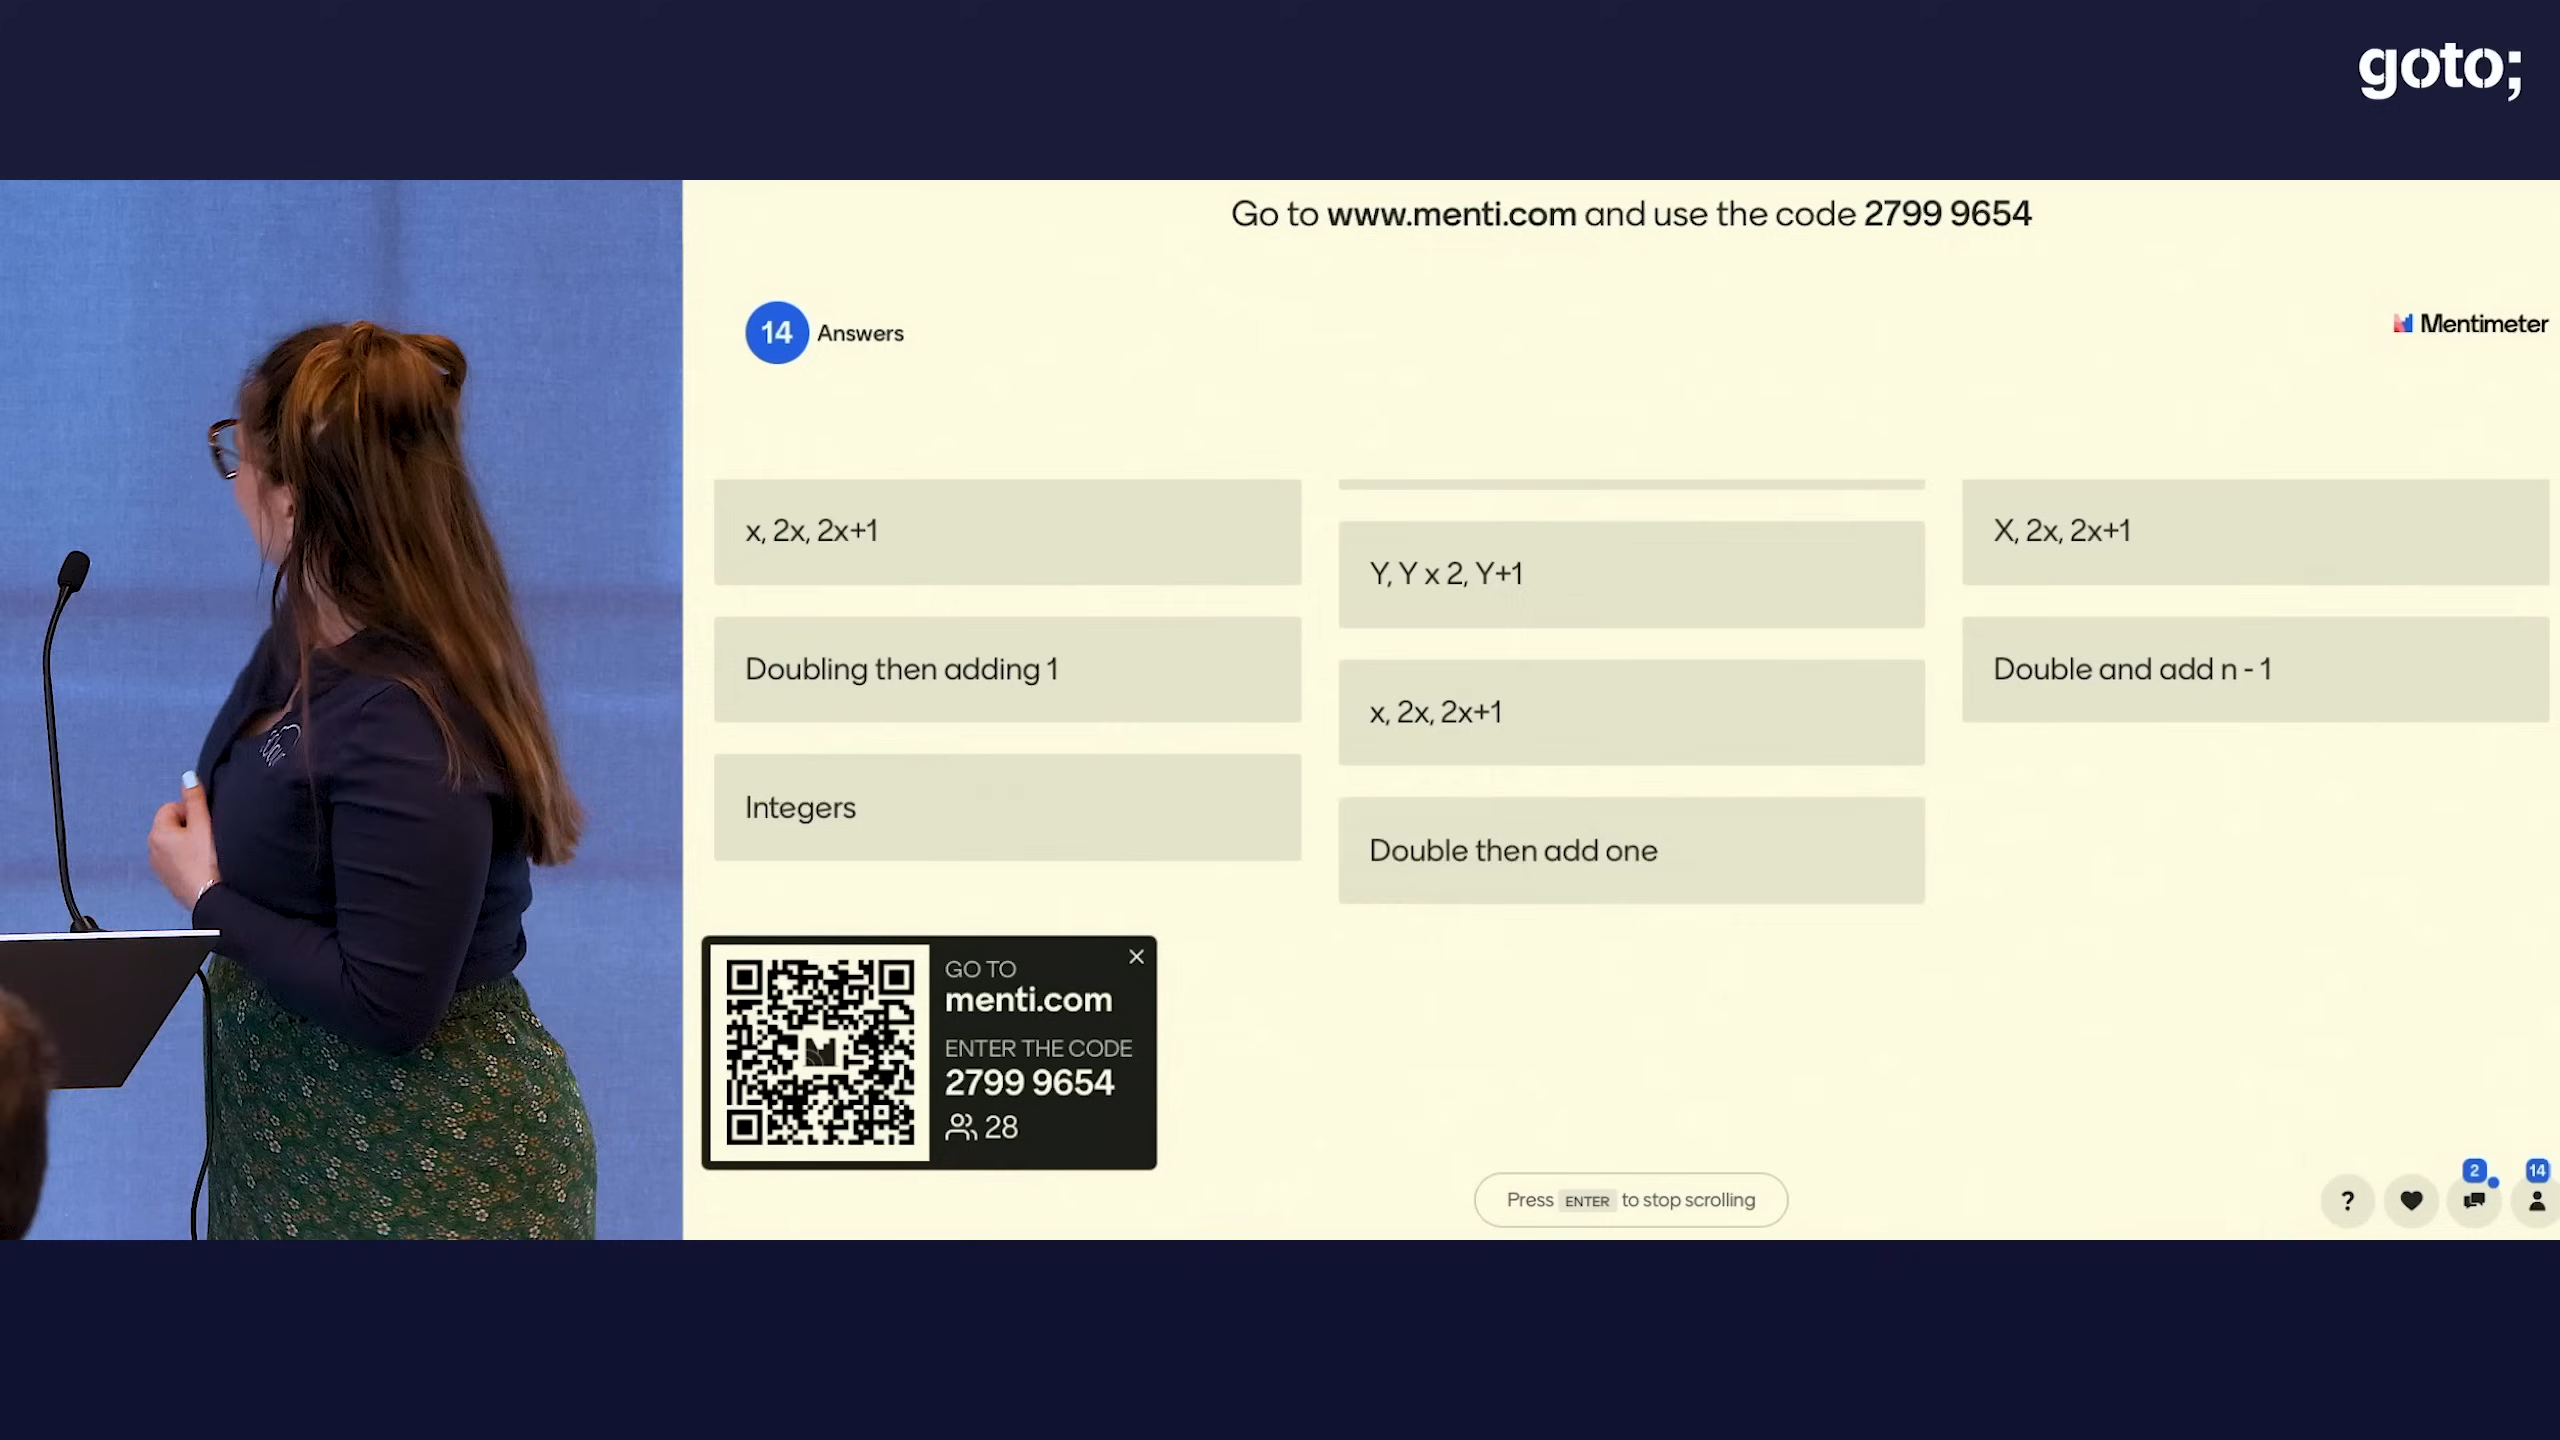 goto;
Go to www.menti.com and use the code 2799 9654
14 Answers
Mentimeter
x, 2x, 2x+1
Doubling then adding 1
Integers
Y, Y x 2, Y+1
x, 2x, 2x+1
Double then add one
X, 2x, 2x+1
Double and add n - 1
GO TO
menti.com
ENTER THE CODE
2799 9654
28
Press ENTER to stop scrolling
?
2
14